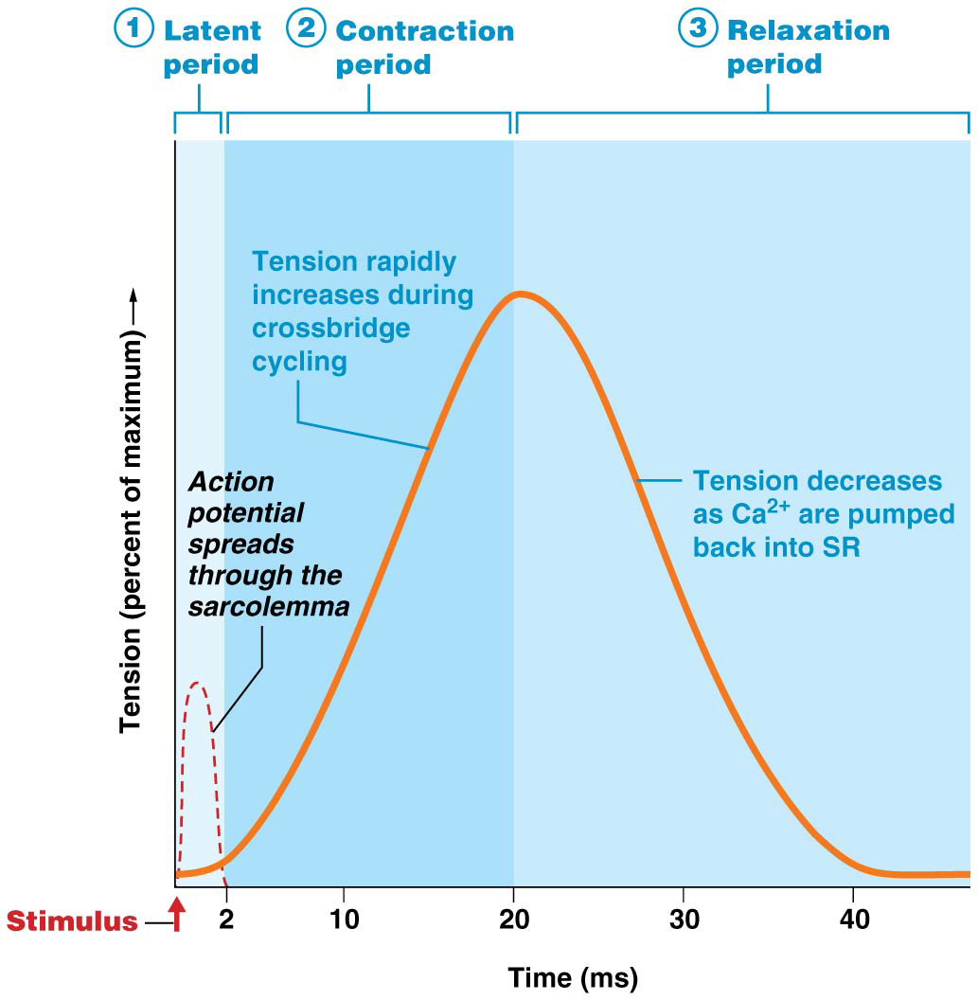 1 Latent
period
2 Contraction
period
3 Relaxation
period
Tension rapidly
increases during
crossbridge
cycling
Action
potential
spreads
through the
sarcolemma
Tension decreases
as Ca²⁺ are pumped
back into SR
Tension (percent of maximum)
Stimulus
2 10 20 30 40
Time (ms)